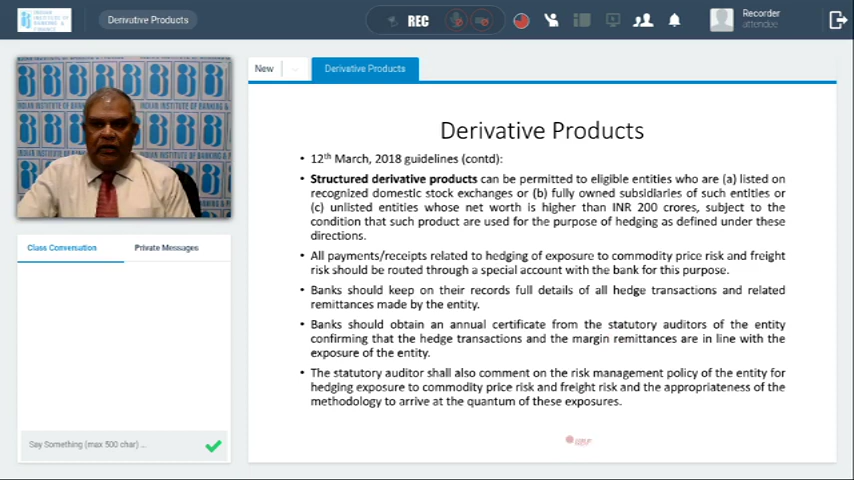 INDIAN
INSTITUTE OF
BANKING &
FINANCE
Derivative Products
REC
Recorder
attendee
New
Derivative Products
Derivative Products
• 12th March, 2018 guidelines (contd):
• Structured derivative products can be permitted to eligible entities who are (a) listed on
recognized domestic stock exchanges or (b) fully owned subsidiaries of such entities or
(c) unlisted entities whose net worth is higher than INR 200 crores, subject to the
condition that such product are used for the purpose of hedging as defined under these
directions.
• All payments/receipts related to hedging of exposure to commodity price risk and freight
risk should be routed through a special account with the bank for this purpose.
• Banks should keep on their records full details of all hedge transactions and related
remittances made by the entity.
• Banks should obtain an annual certificate from the statutory auditors of the entity
confirming that the hedge transactions and the margin remittances are in line with the
exposure of the entity.
• The statutory auditor shall also comment on the risk management policy of the entity for
hedging exposure to commodity price risk and freight risk and the appropriateness of the
methodology to arrive at the quantum of these exposures.
Class Conversation
Private Messages
Say Something (max 500 char) ...